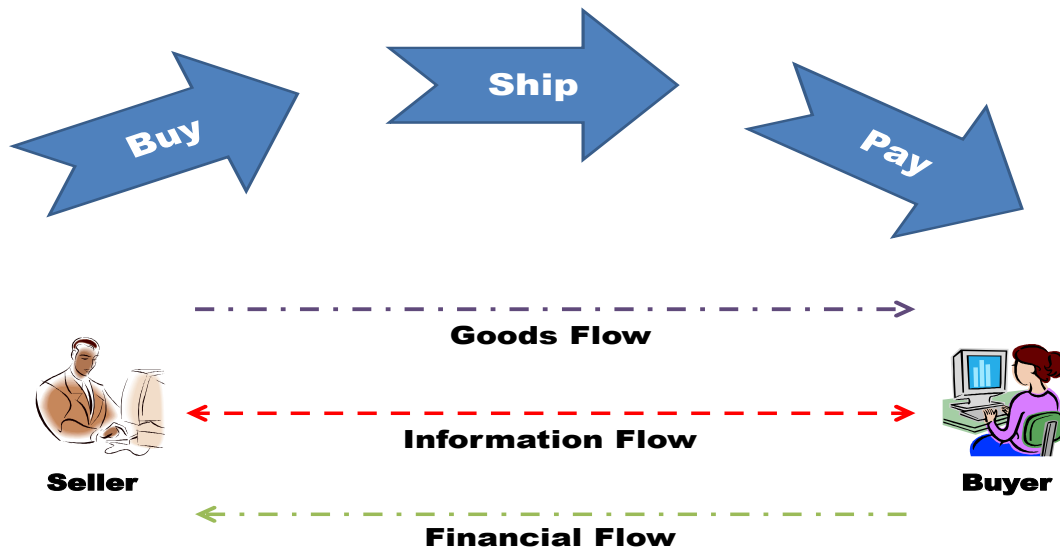 Buy
Ship
Pay
Goods Flow
Information Flow
Seller
Buyer
Financial Flow